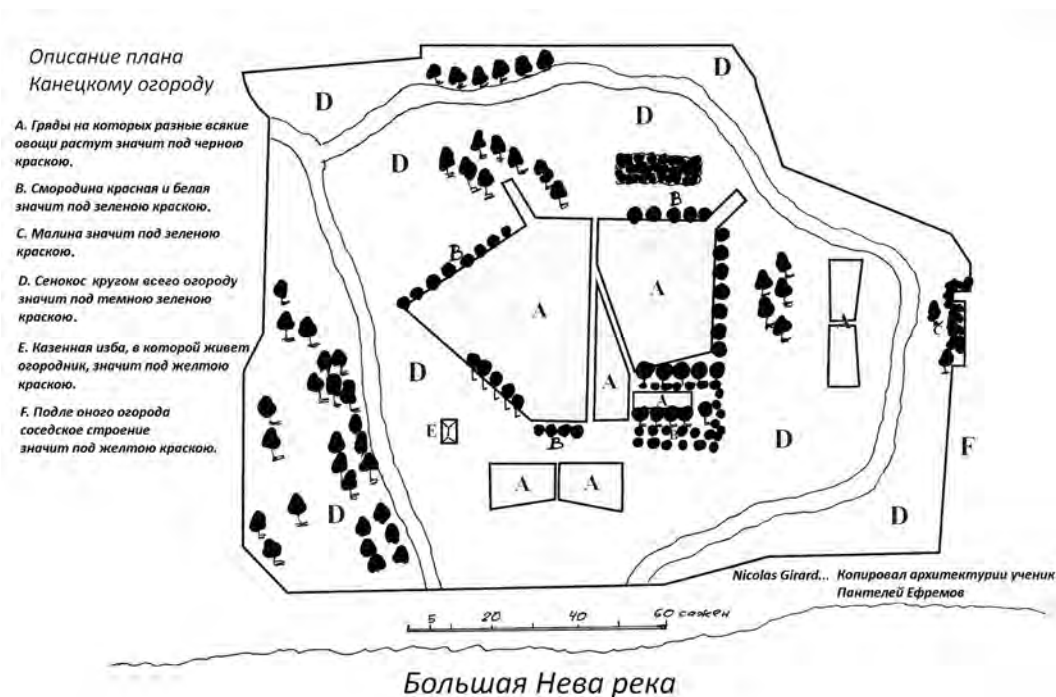 Описание плана
Канецкому огороду
А. Гряды на которых разные всякие
овощи растут значит под черною
краскою.
В. Смородина красная и белая
значит под зеленою краскою.
С. Малина значит под зеленою
краскою.
D. Сенокос кругом всего огороду
значит под темною зеленою
краскою.
Е. Казенная изба, в которой живет
огородник, значит под желтою
краскою.
F. Подле оного огорода
соседское строение
значит под желтою краскою.
D
D
D
D
B
B
A
A
A
C
D
A
A
B
E
B
D
F
A
A
D
D
Nicolas Girard... Копировал архитектурии ученик
Пантелей Ефремов
5 20 40 60 сажен
Большая Нева река